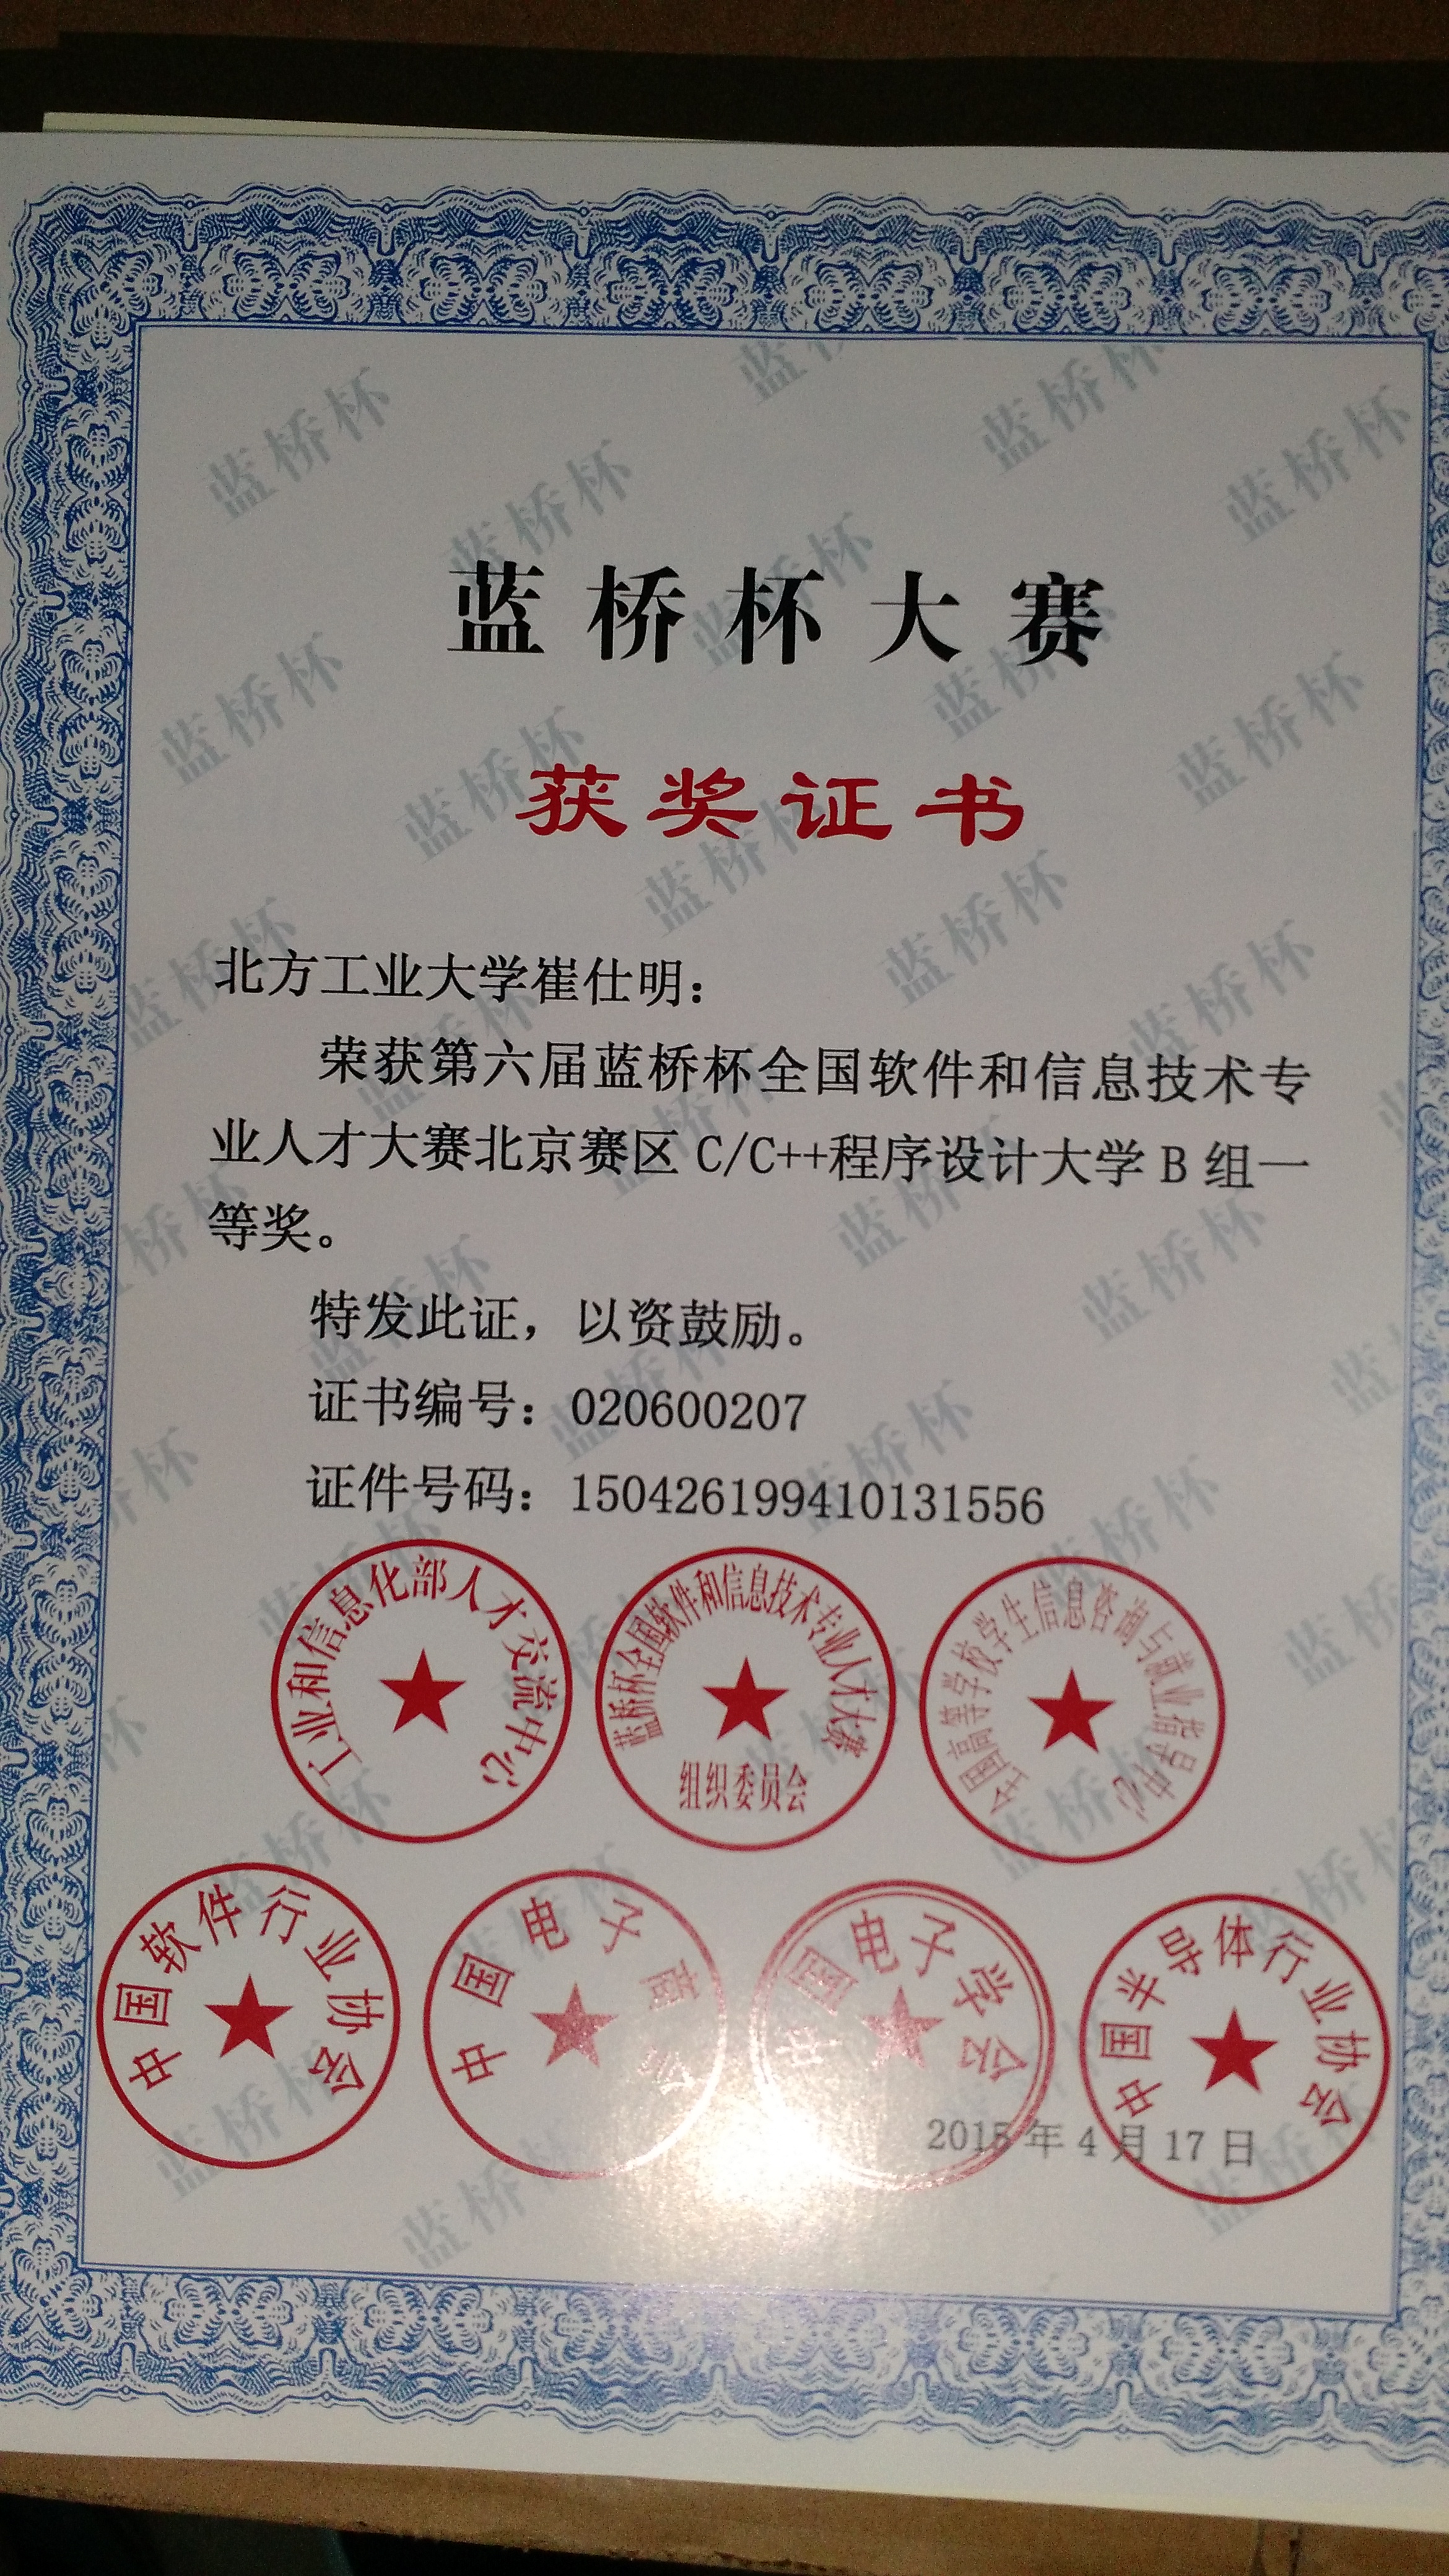 蓝桥杯大赛
获奖证书
北方工业大学崔仕明：
荣获第六届蓝桥杯全国软件和信息技术专
业人才大赛北京赛区 C/C++程序设计大学 B 组一
等奖。
特发此证，以资鼓励。
证书编号：020600207
证件号码：150426199410131556
工业和信息化部人才交流中心
蓝桥杯全国软件和信息技术专业人才大赛
组织委员会
全国高等学校学生信息咨询与就业指导中心
中国软件行业协会
中国电子商
中国电子学会
中国半导体行业协会
2015 年 4 月 17 日
蓝桥杯